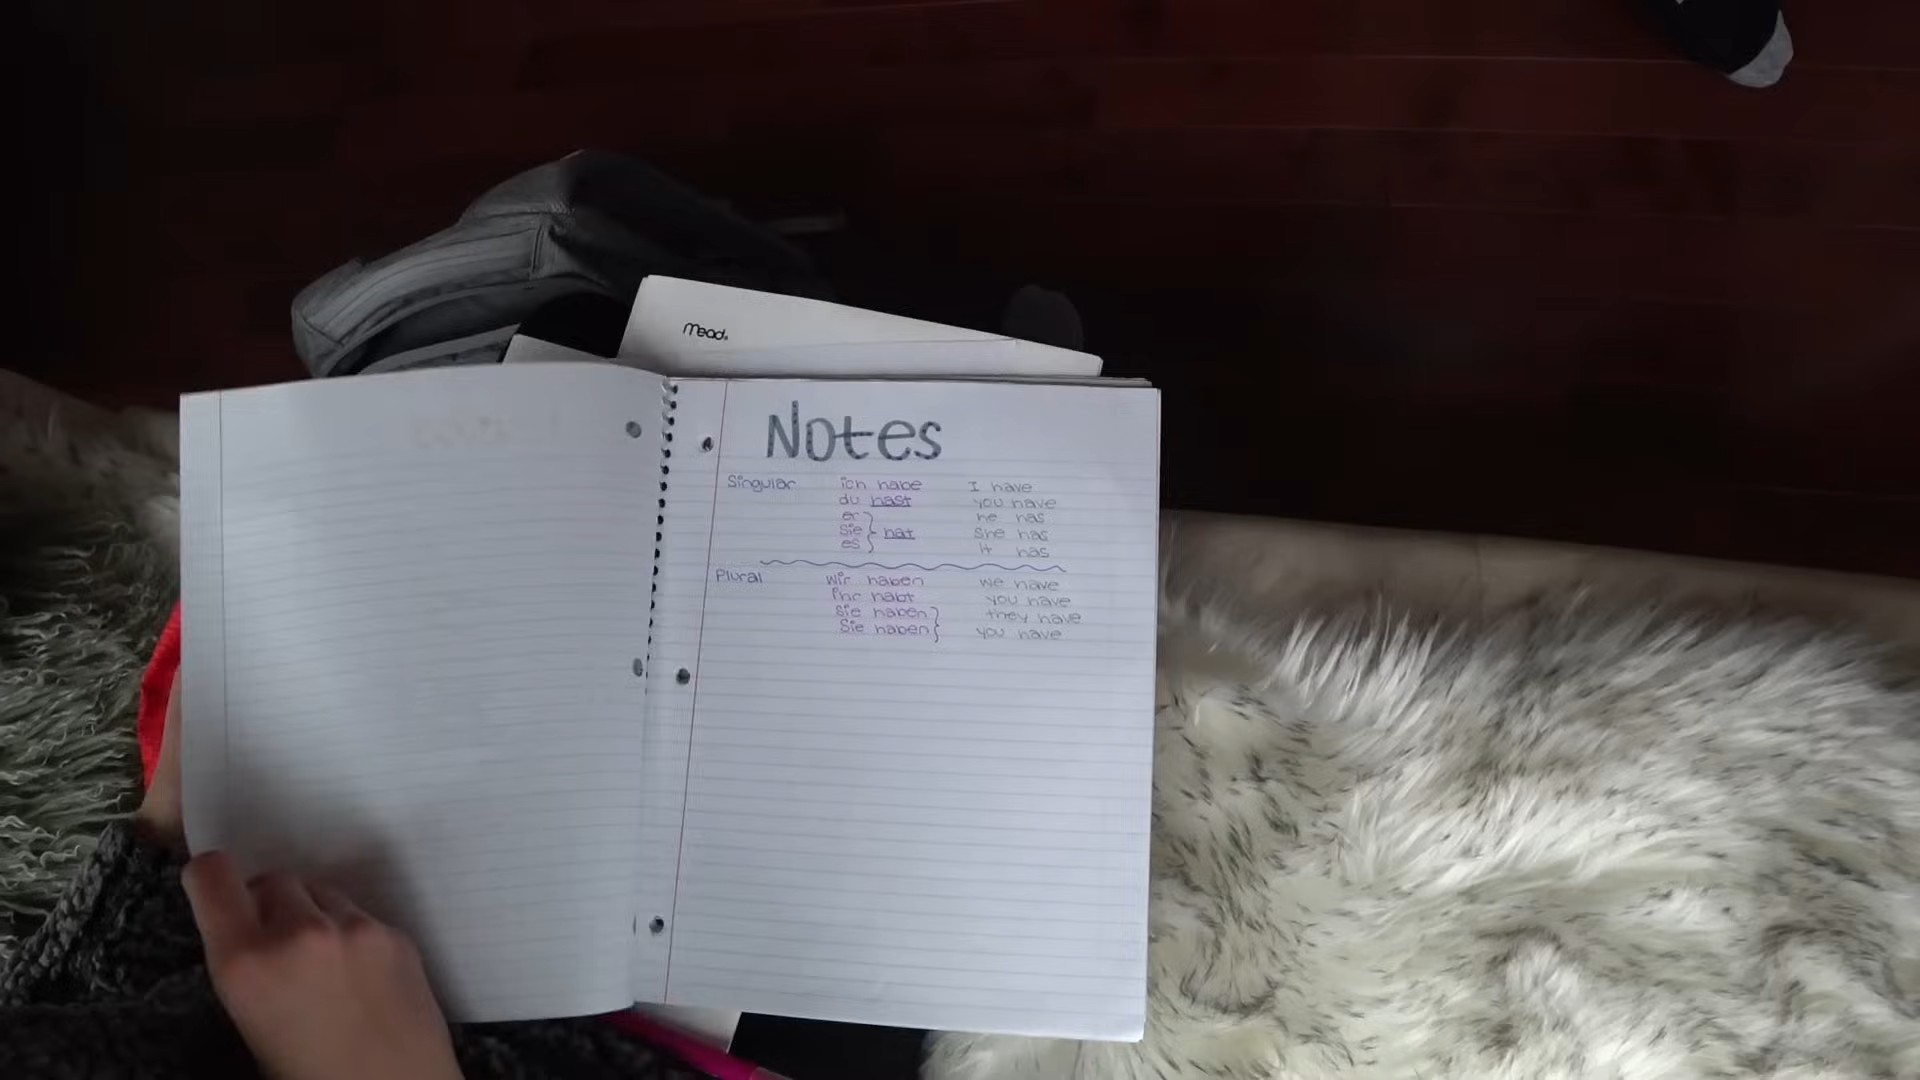 mead
Notes
Singular ich habe I have
du hast you have
er he has
sie } hat she has
es it has
Plural wir haben we have
ihr habt you have
sie haben } they have
Sie haben you have